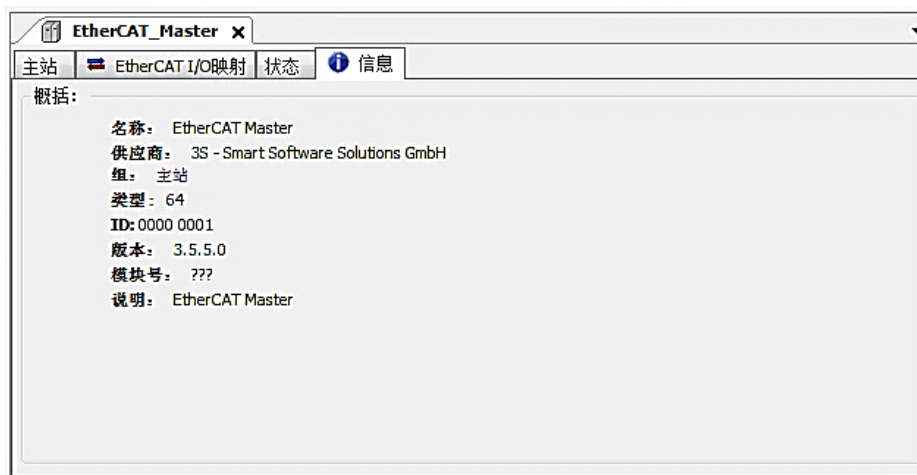 EtherCAT_Master
主站 EtherCAT I/O映射 状态 信息
概括:
名称: EtherCAT Master
供应商: 3S - Smart Software Solutions GmbH
组: 主站
类型: 64
ID: 0000 0001
版本: 3.5.5.0
模块号: ???
说明: EtherCAT Master